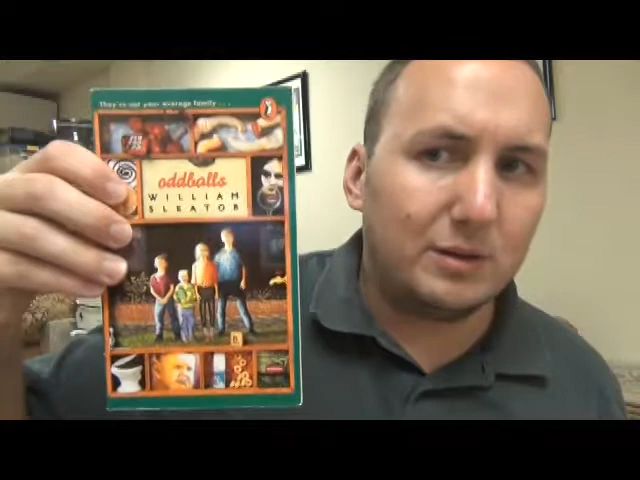 They're not your average family . . .
oddballs
WILLIAM
SLEATOR